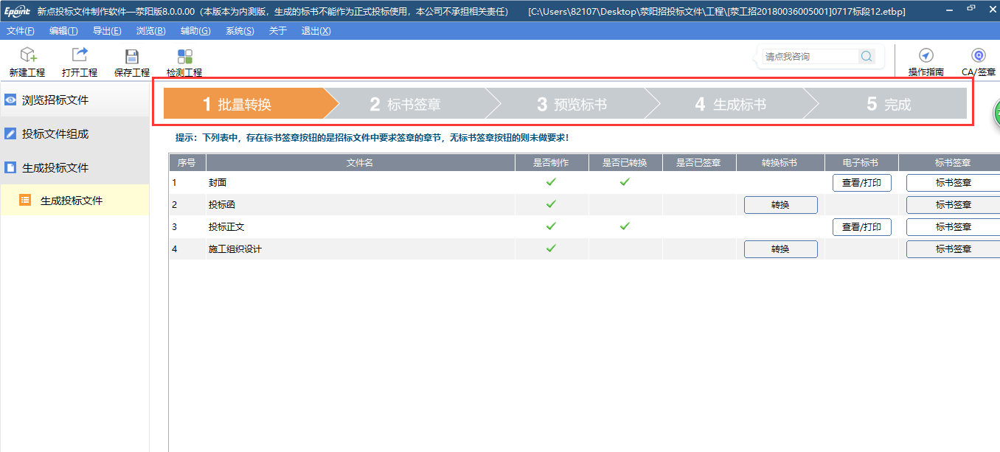 Epoint 新点投标文件制作软件—荥阳版8.0.0.00（本版本为内测版，生成的标书不能作为正式投标使用，本公司不承担相关责任） [C:\Users\82107\Desktop\荥阳招投标文件\工程\[荥工招20180036005001]0717标段12.etbp]
文件(F) 编辑(T) 导出(E) 浏览(B) 辅助(G) 系统(S) 关于 退出(X)
请点我咨询
新建工程 打开工程 保存工程 检测工程 操作指南 CA/签章
浏览招标文件
投标文件组成
生成投标文件
生成投标文件
1 批量转换 2 标书签章 3 预览标书 4 生成标书 5 完成
提示：下列表中，存在标书签章按钮的是招标文件中要求签章的章节，无标书签章按钮的则未做要求！
序号 文件名 是否制作 是否已转换 是否已签章 转换标书 电子标书 标书签章
1 封面 查看/打印 标书签章
2 投标函 转换 标书签章
3 投标正文 查看/打印 标书签章
4 施工组织设计 转换 标书签章